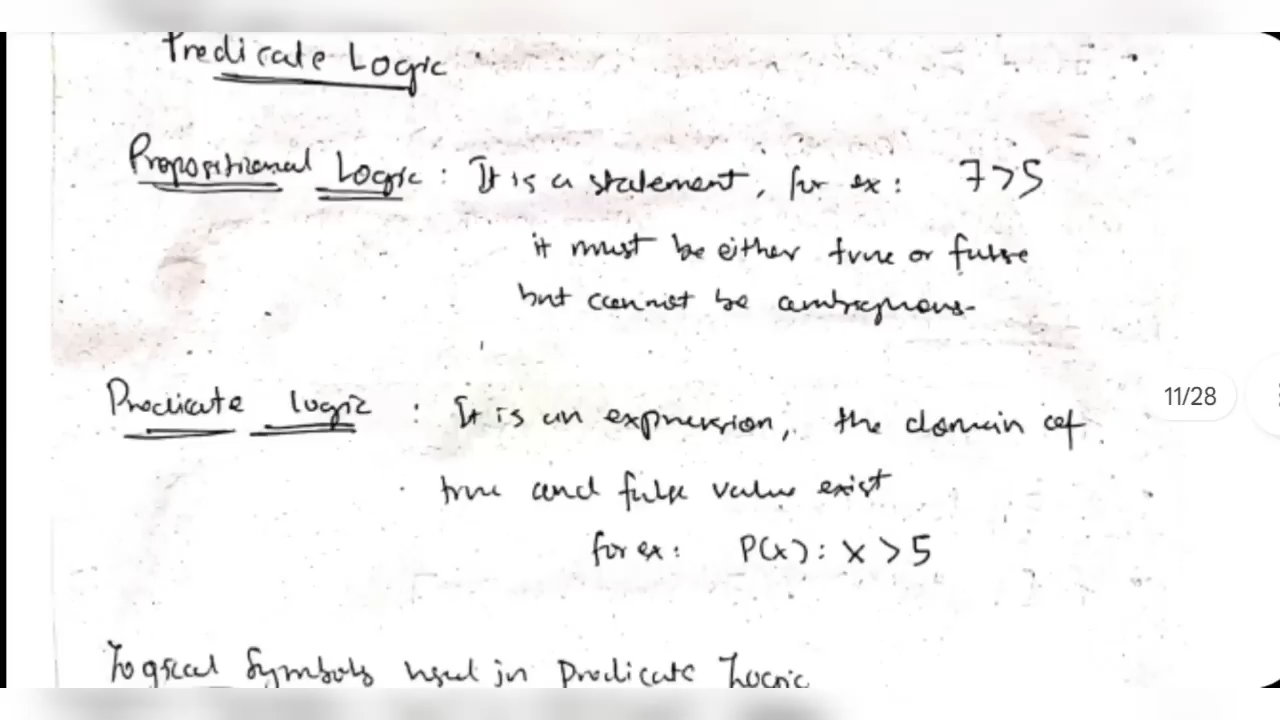 Predicate Logic
Propositional Logic : It is a statement, for ex : 7>5
it must be either true or false
but cannot be ambiguous.
Predicate logic : It is an expression, the domain of
true and false value exist
for ex : P(x) : x > 5
11/28
Logical Symbols used in Predicate Logic